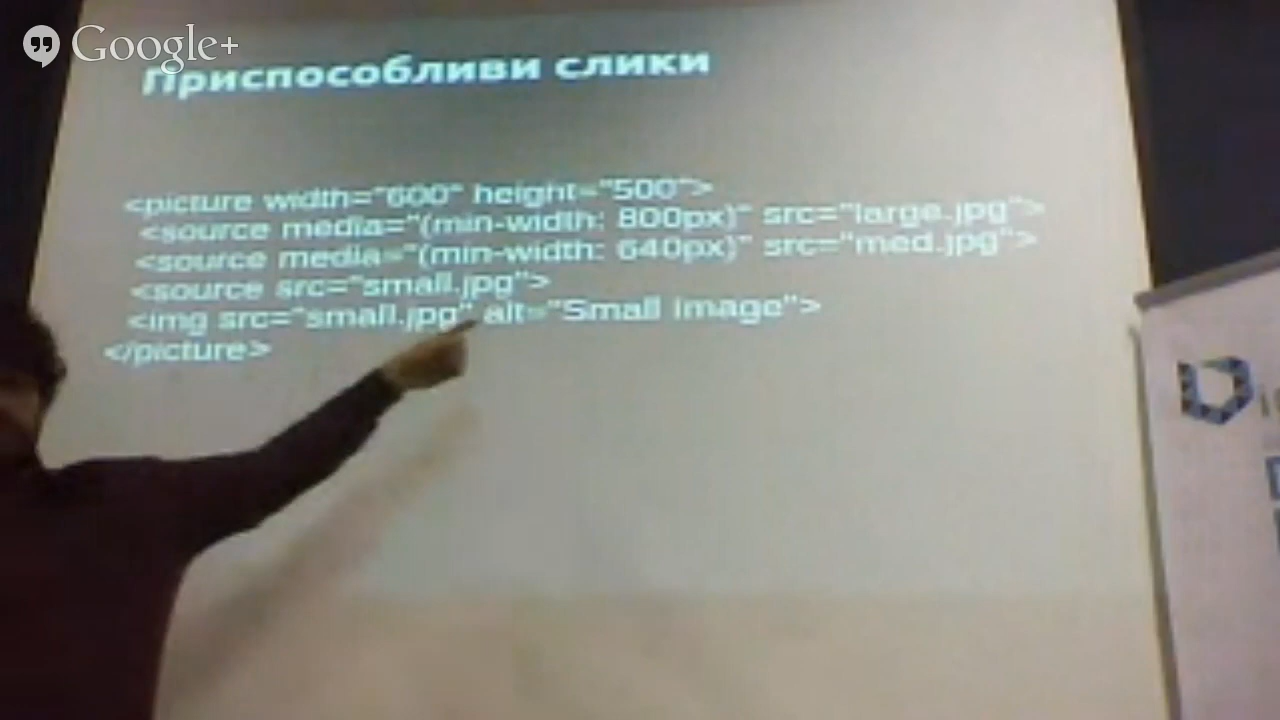 Google+
Приспособливи слики
<picture width="600" height="500">
<source media="(min-width: 800px)" src="large.jpg">
<source media="(min-width: 640px)" src="med.jpg">
<source src="small.jpg">
<img src="small.jpg" alt="Small image">
</picture>